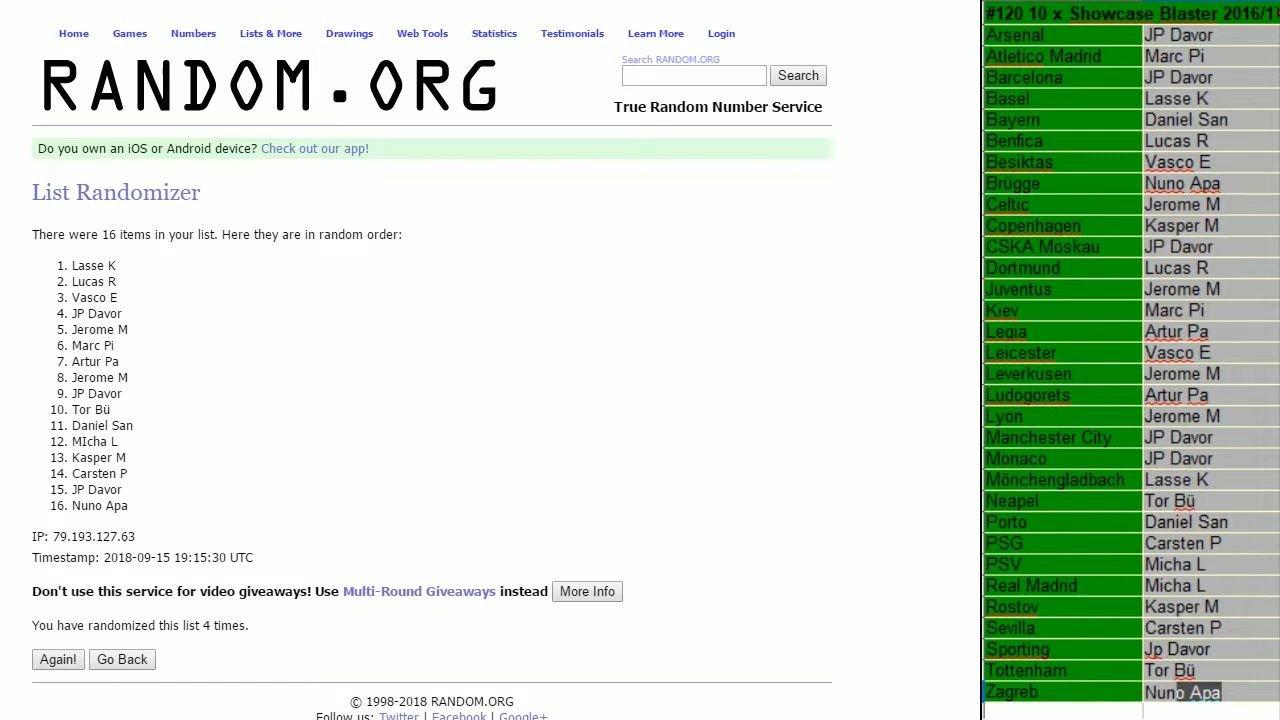 Home Games Numbers Lists & More Drawings Web Tools Statistics Testimonials Learn More Login
RANDOM.ORG
Search RANDOM.ORG
Search
True Random Number Service
Do you own an iOS or Android device? Check out our app!
List Randomizer
There were 16 items in your list. Here they are in random order:
1. Lasse K
2. Lucas R
3. Vasco E
4. JP Davor
5. Jerome M
6. Marc Pi
7. Artur Pa
8. Jerome M
9. JP Davor
10. Tor Bü
11. Daniel San
12. MIcha L
13. Kasper M
14. Carsten P
15. JP Davor
16. Nuno Apa
IP: 79.193.127.63
Timestamp: 2018-09-15 19:15:30 UTC
Don't use this service for video giveaways! Use Multi-Round Giveaways instead More Info
You have randomized this list 4 times.
Again! Go Back
© 1998-2018 RANDOM.ORG
Follow us: Twitter | Facebook | Google+
#120 10 x Showcase Blaster 2016/1
Arsenal JP Davor
Atletico Madrid Marc Pi
Barcelona JP Davor
Basel Lasse K
Bayern Daniel San
Benfica Lucas R
Besiktas Vasco E
Brügge Nuno Apa
Celtic Jerome M
Copenhagen Kasper M
CSKA Moskau JP Davor
Dortmund Lucas R
Juventus Jerome M
Kiev Marc Pi
Legia Artur Pa
Leicester Vasco E
Leverkusen Jerome M
Ludogorets Artur Pa
Lyon Jerome M
Manchester City JP Davor
Monaco JP Davor
Mönchengladbach Lasse K
Neapel Tor Bü
Porto Daniel San
PSG Carsten P
PSV Micha L
Real Madrid Micha L
Rostov Kasper M
Sevilla Carsten P
Sporting Jp Davor
Tottenham Tor Bü
Zagreb Nuno Apa